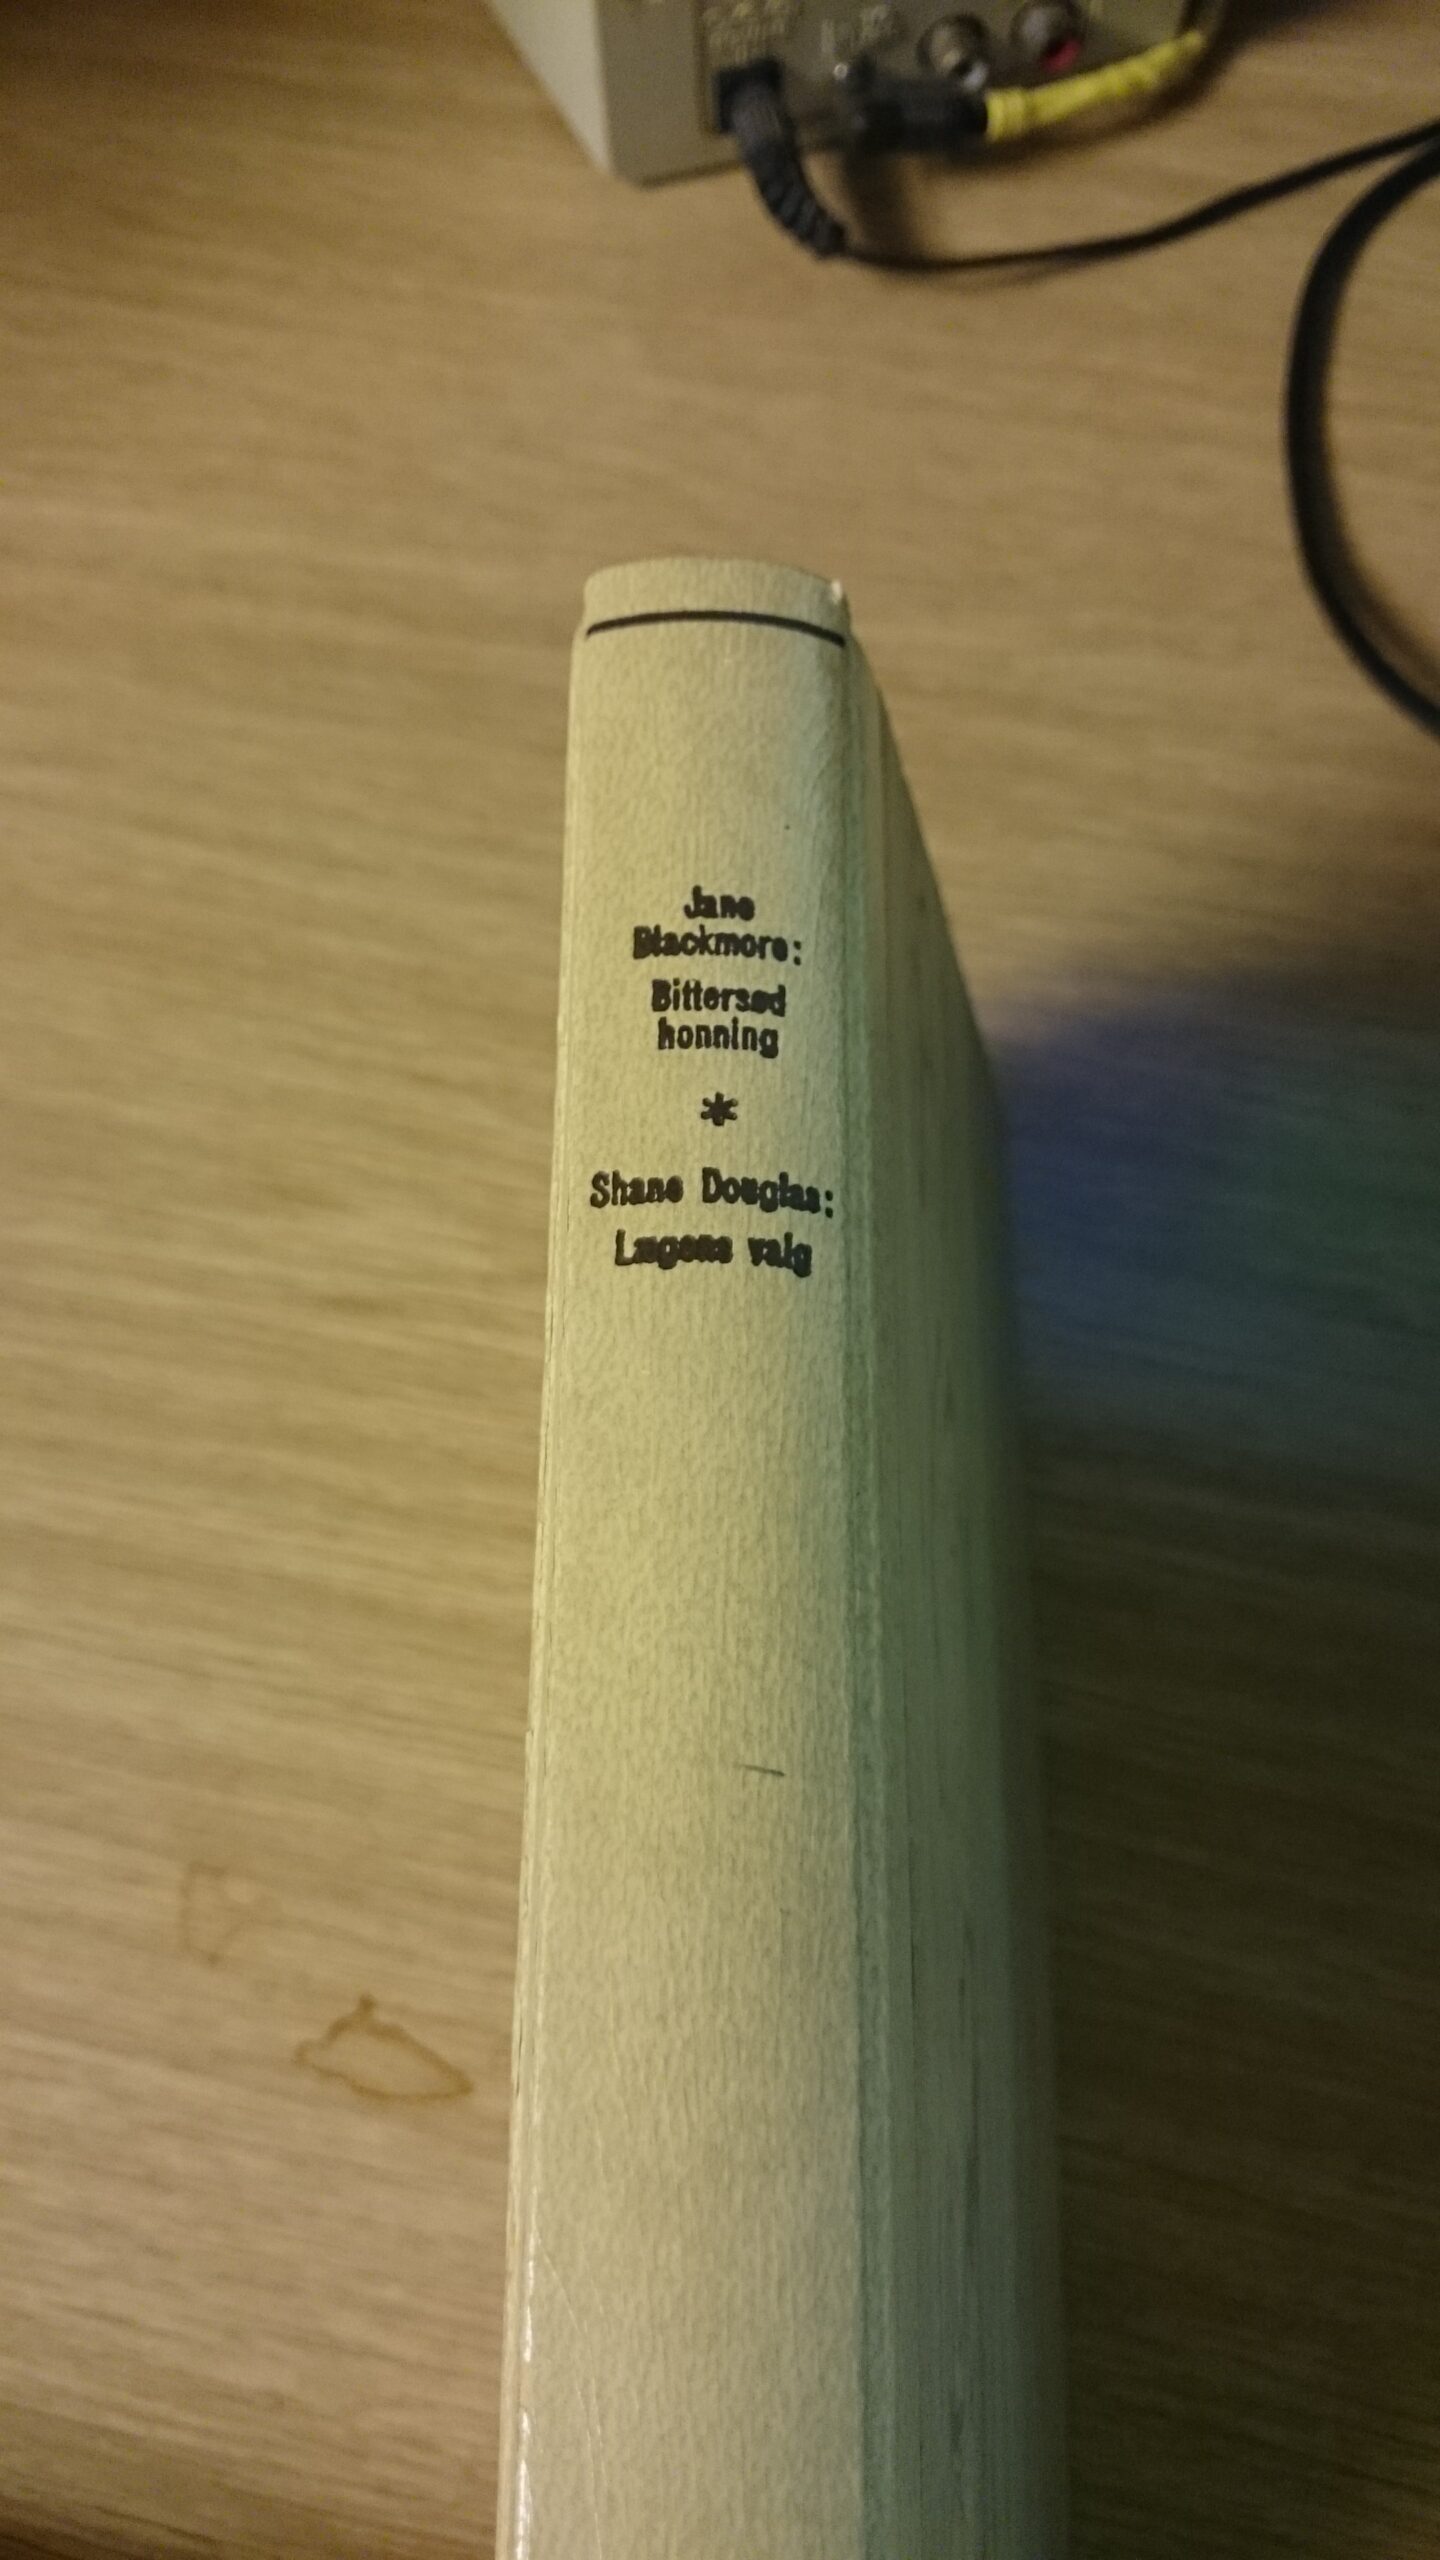 Jane
Blackmore:
Bittersød
honning
*
Shane Douglas:
Lægens valg